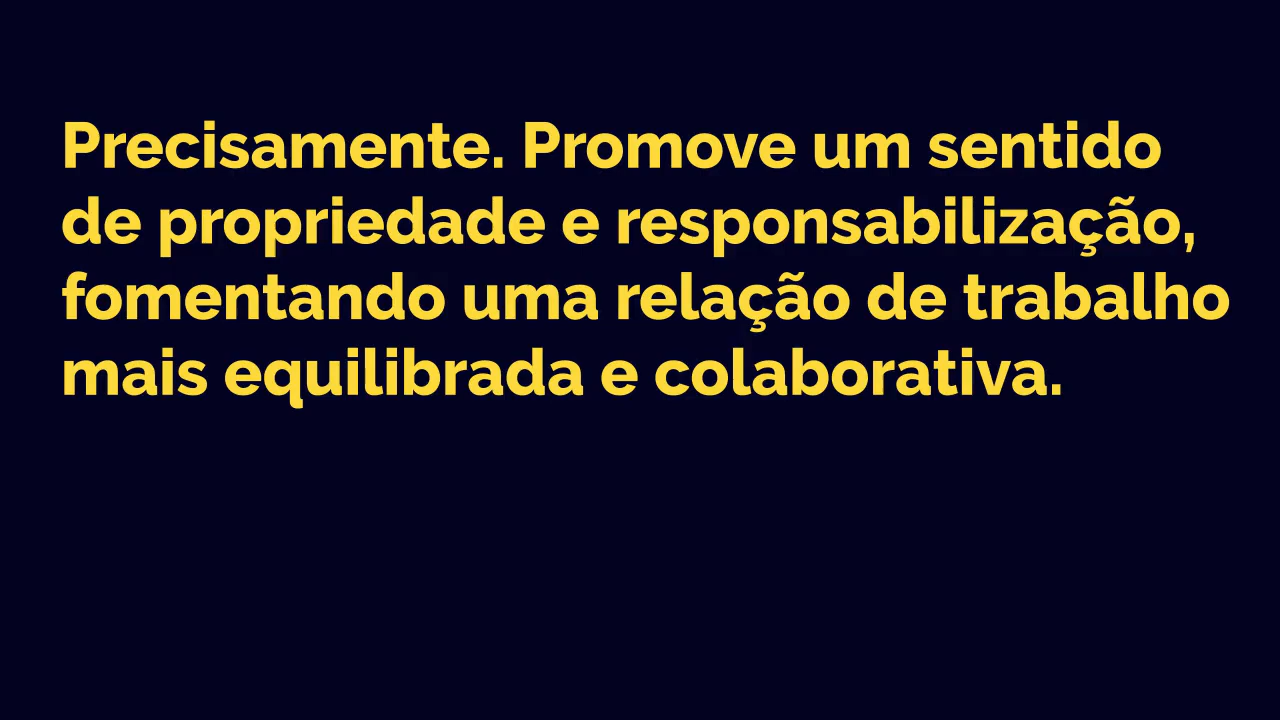 Precisamente. Promove um sentido
de propriedade e responsabilização,
fomentando uma relação de trabalho
mais equilibrada e colaborativa.